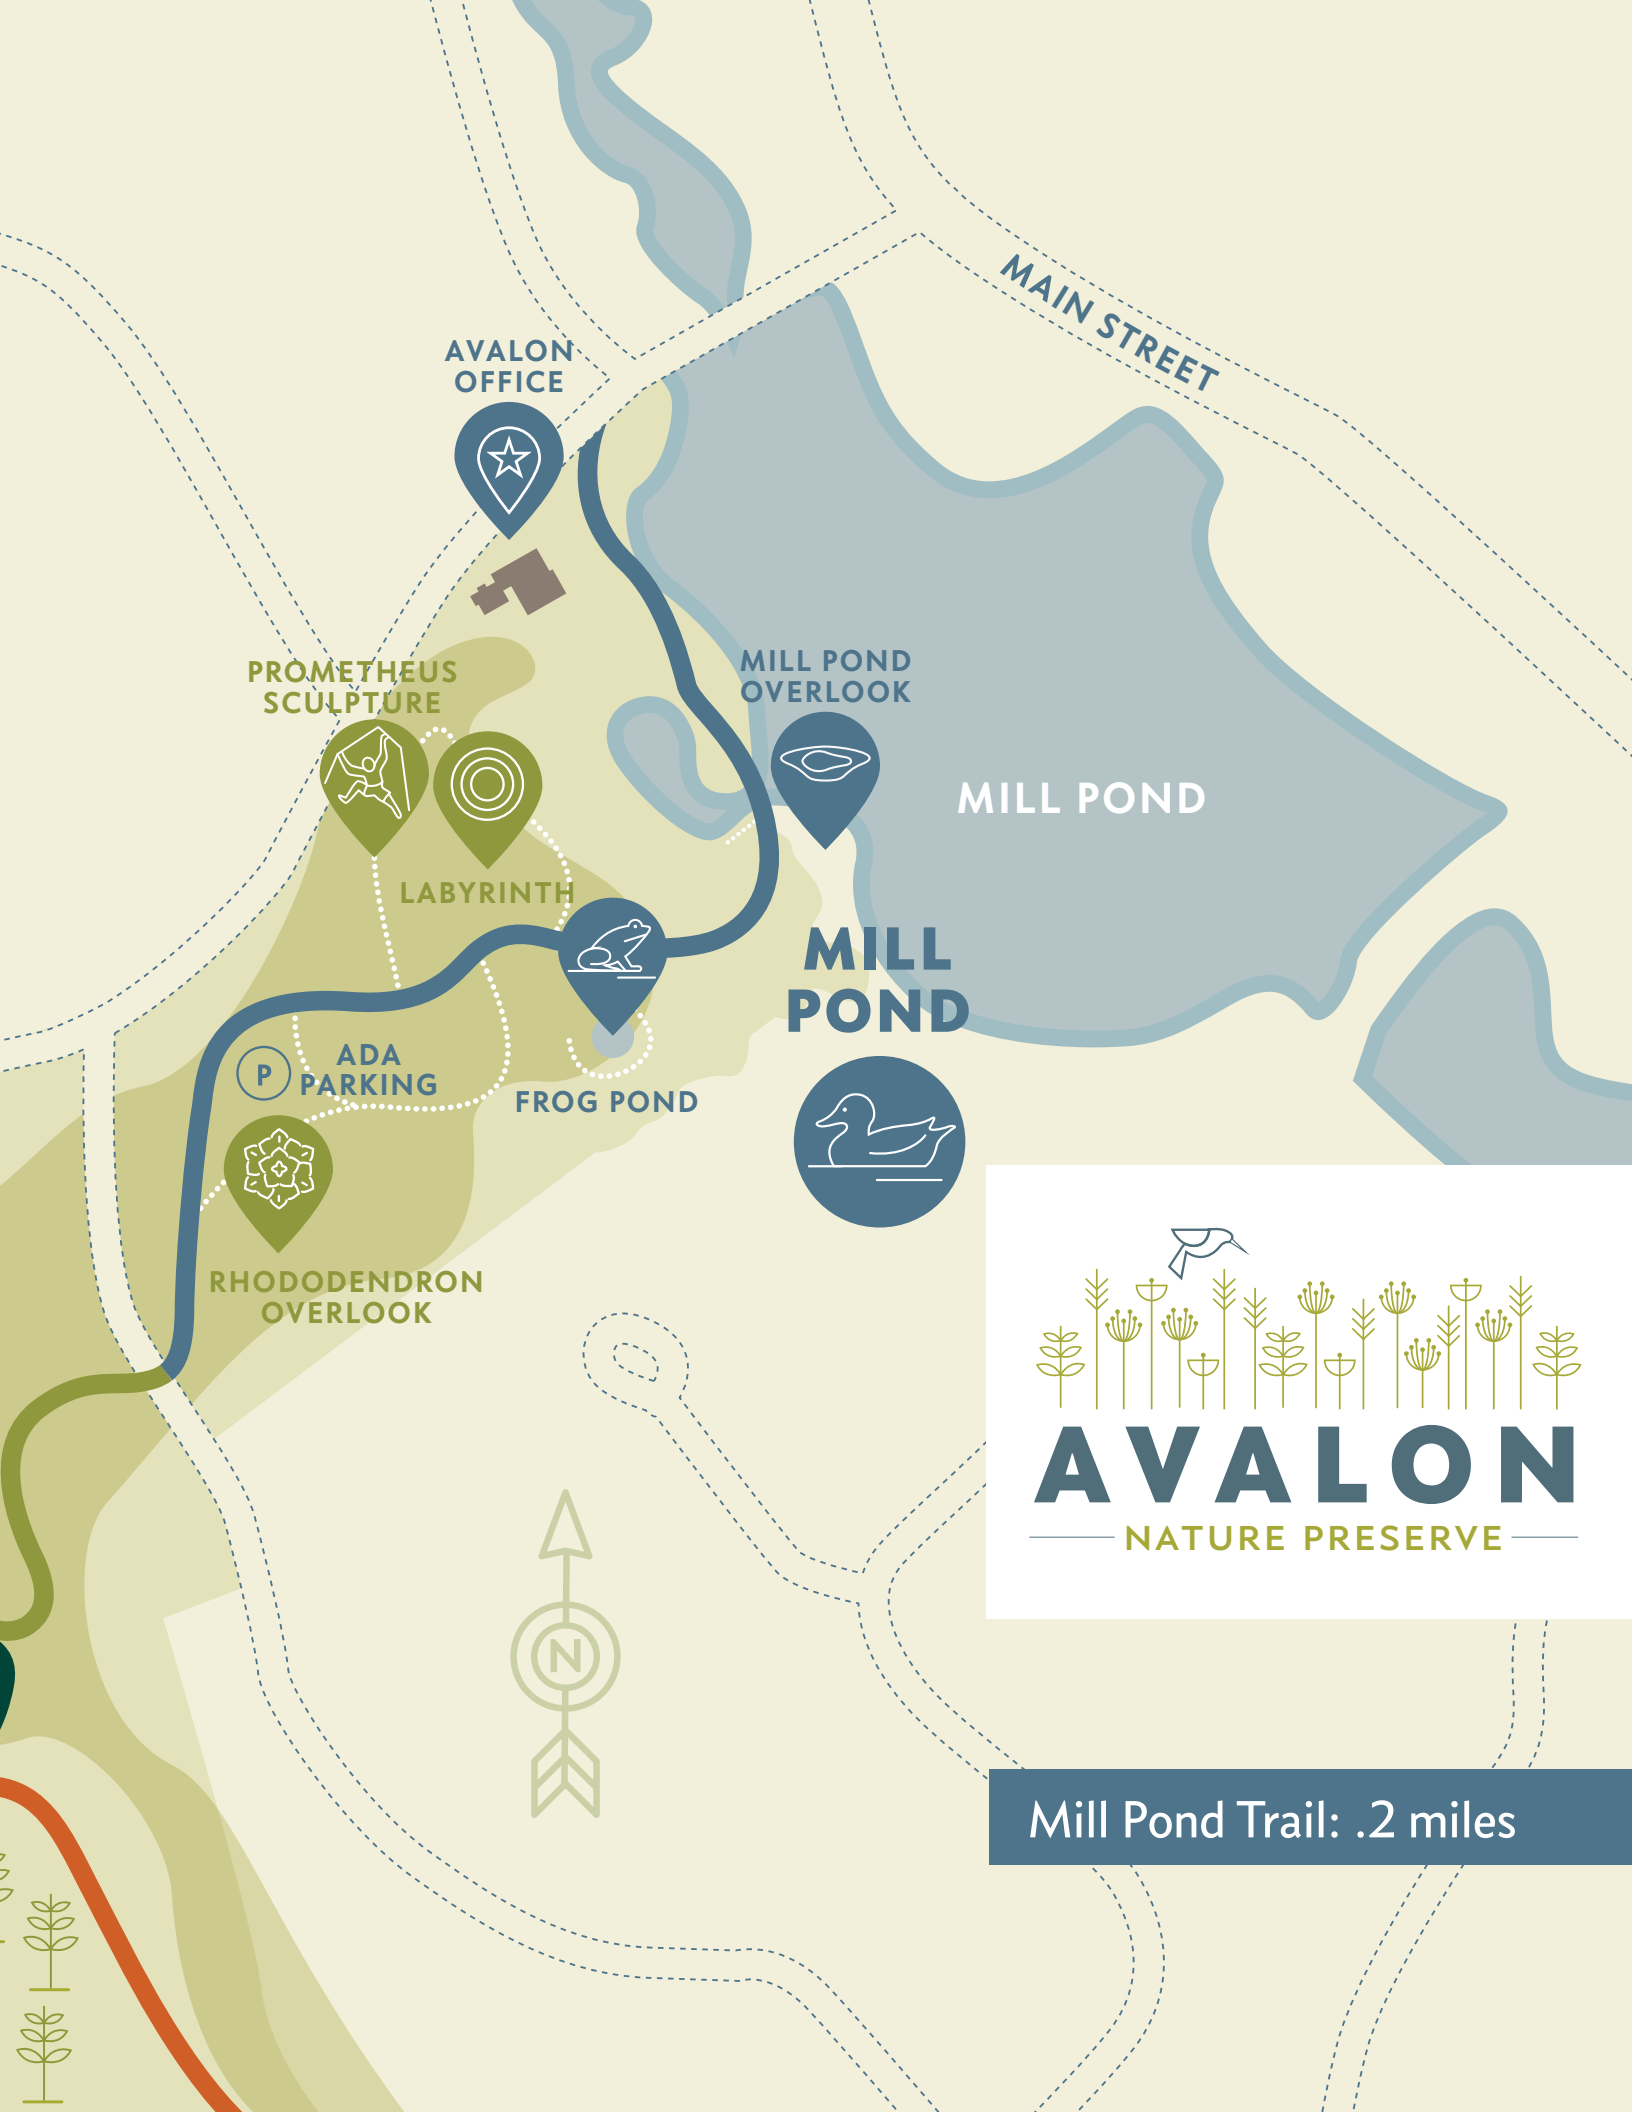 MAIN STREET
AVALON
OFFICE
PROMETHEUS
SCULPTURE
MILL POND
OVERLOOK
MILL POND
LABYRINTH
MILL
POND
ADA
PARKING
P
FROG POND
RHODODENDRON
OVERLOOK
AVALON
NATURE PRESERVE
N
Mill Pond Trail: .2 miles